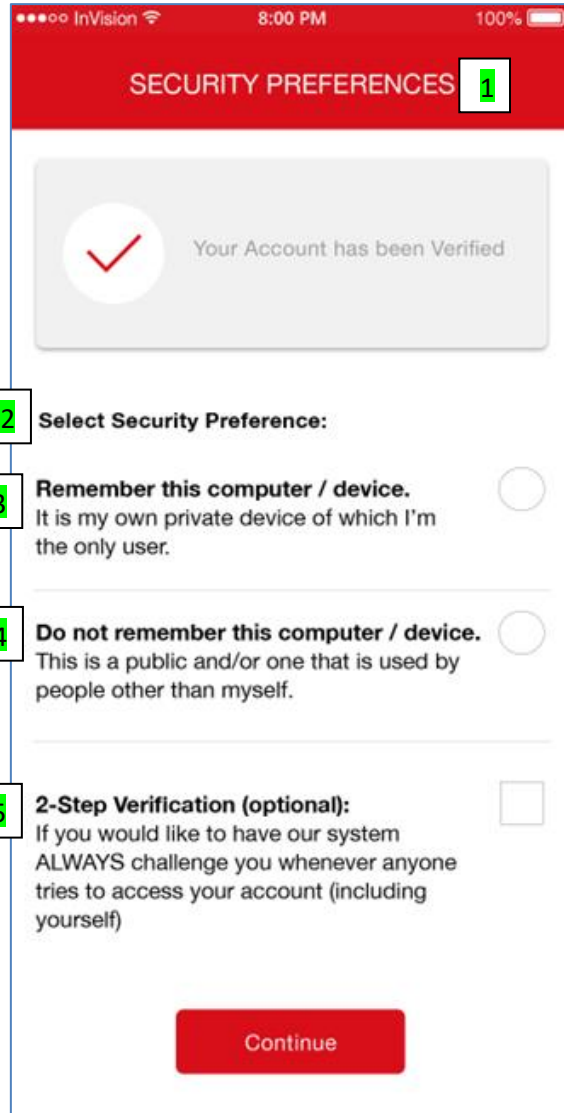 ●●●○○ InVision 8:00 PM 100%
SECURITY PREFERENCES 1
Your Account has been Verified
2 Select Security Preference:
3 Remember this computer / device.
It is my own private device of which I'm
the only user.
4 Do not remember this computer / device.
This is a public and/or one that is used by
people other than myself.
5 2-Step Verification (optional):
If you would like to have our system
ALWAYS challenge you whenever anyone
tries to access your account (including
yourself)
Continue